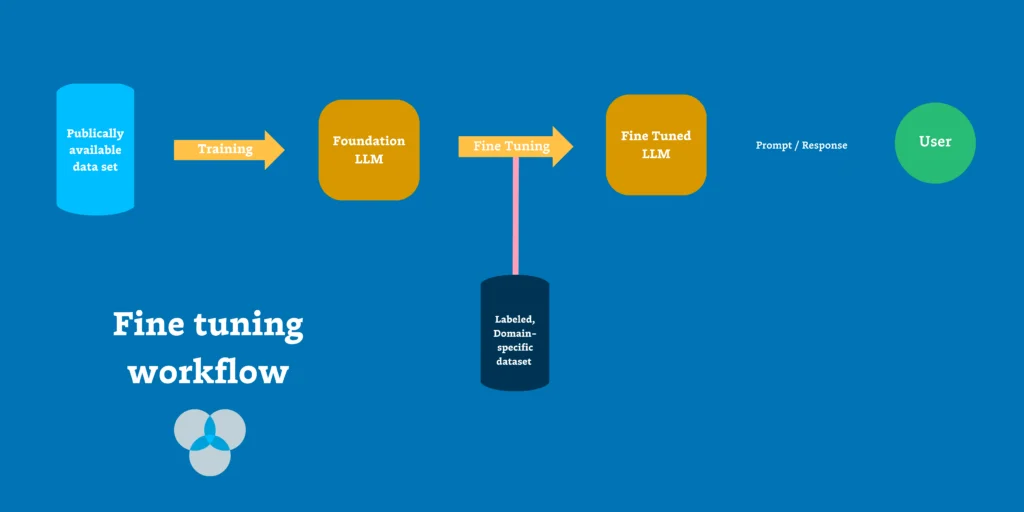 Publically
available
data set
Training
Foundation
LLM
Fine Tuning
Fine Tuned
LLM
Prompt / Response
User
Labeled,
Domain-
specific
dataset
Fine tuning
workflow